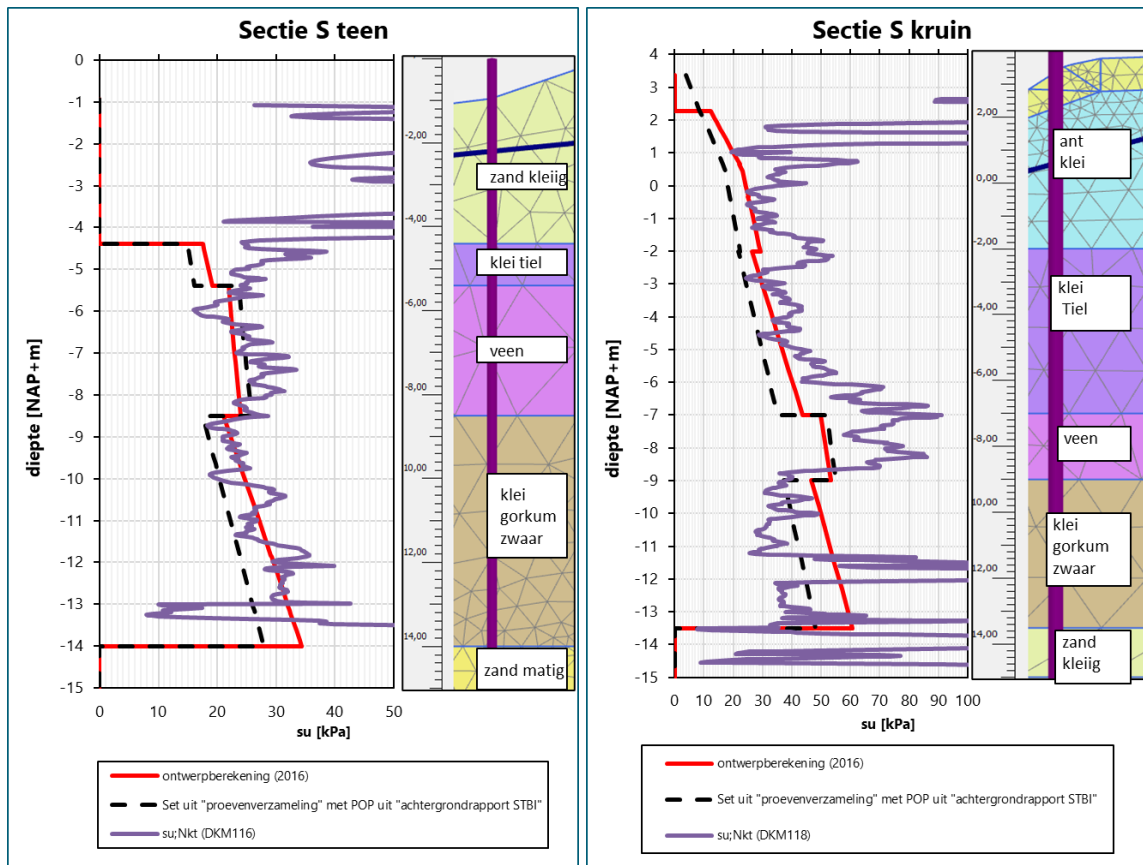 Sectie S teen
0
-1
-2
-3
-4
-5
-6
-7
-8
-9
-10
-11
-12
-13
-14
-15
diepte [NAP+m]
0 10 20 30 40 50
su [kPa]
-2,00
-4,00
-6,00
-8,00
10,00
12,00
14,00
zand kleiig
klei tiel
veen
klei
gorkum
zwaar
zand matig
ontwerpberekening (2016)
Set uit "proevenverzameling" met POP uit "achtergrondrapport STBI"
su;Nkt (DKM116)
Sectie S kruin
4
3
2
1
0
-1
-2
-3
-4
-5
-6
-7
-8
-9
-10
-11
-12
-13
-14
-15
diepte [NAP+m]
0 10 20 30 40 50 60 70 80 90 100
su [kPa]
2,00
0,00
-2,00
-4,00
-6,00
-8,00
10,00
12,00
14,00
ant
klei
klei
Tiel
veen
klei
gorkum
zwaar
zand
kleiig
ontwerpberekening (2016)
Set uit "proevenverzameling" met POP uit "achtergrondrapport STBI"
su;Nkt (DKM118)